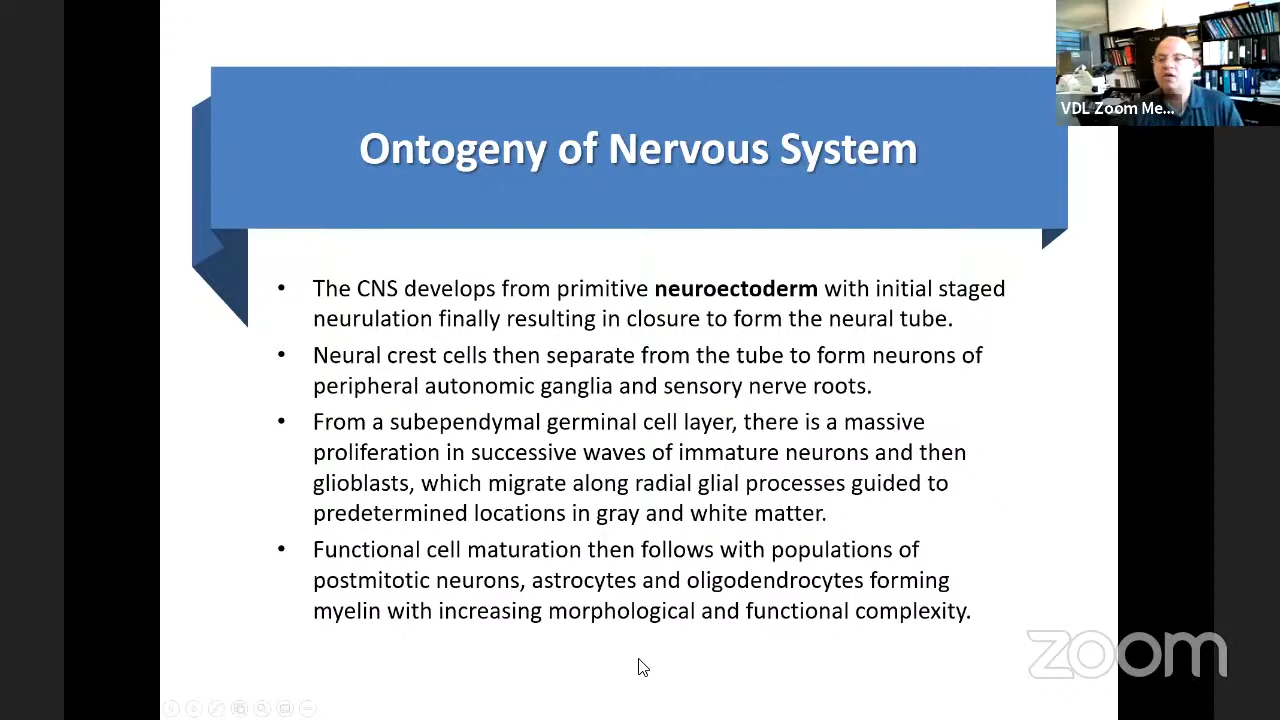 VDL Zoom Me...
Ontogeny of Nervous System
• The CNS develops from primitive neuroectoderm with initial staged
neurulation finally resulting in closure to form the neural tube.
• Neural crest cells then separate from the tube to form neurons of
peripheral autonomic ganglia and sensory nerve roots.
• From a subependymal germinal cell layer, there is a massive
proliferation in successive waves of immature neurons and then
glioblasts, which migrate along radial glial processes guided to
predetermined locations in gray and white matter.
• Functional cell maturation then follows with populations of
postmitotic neurons, astrocytes and oligodendrocytes forming
myelin with increasing morphological and functional complexity.
zoom